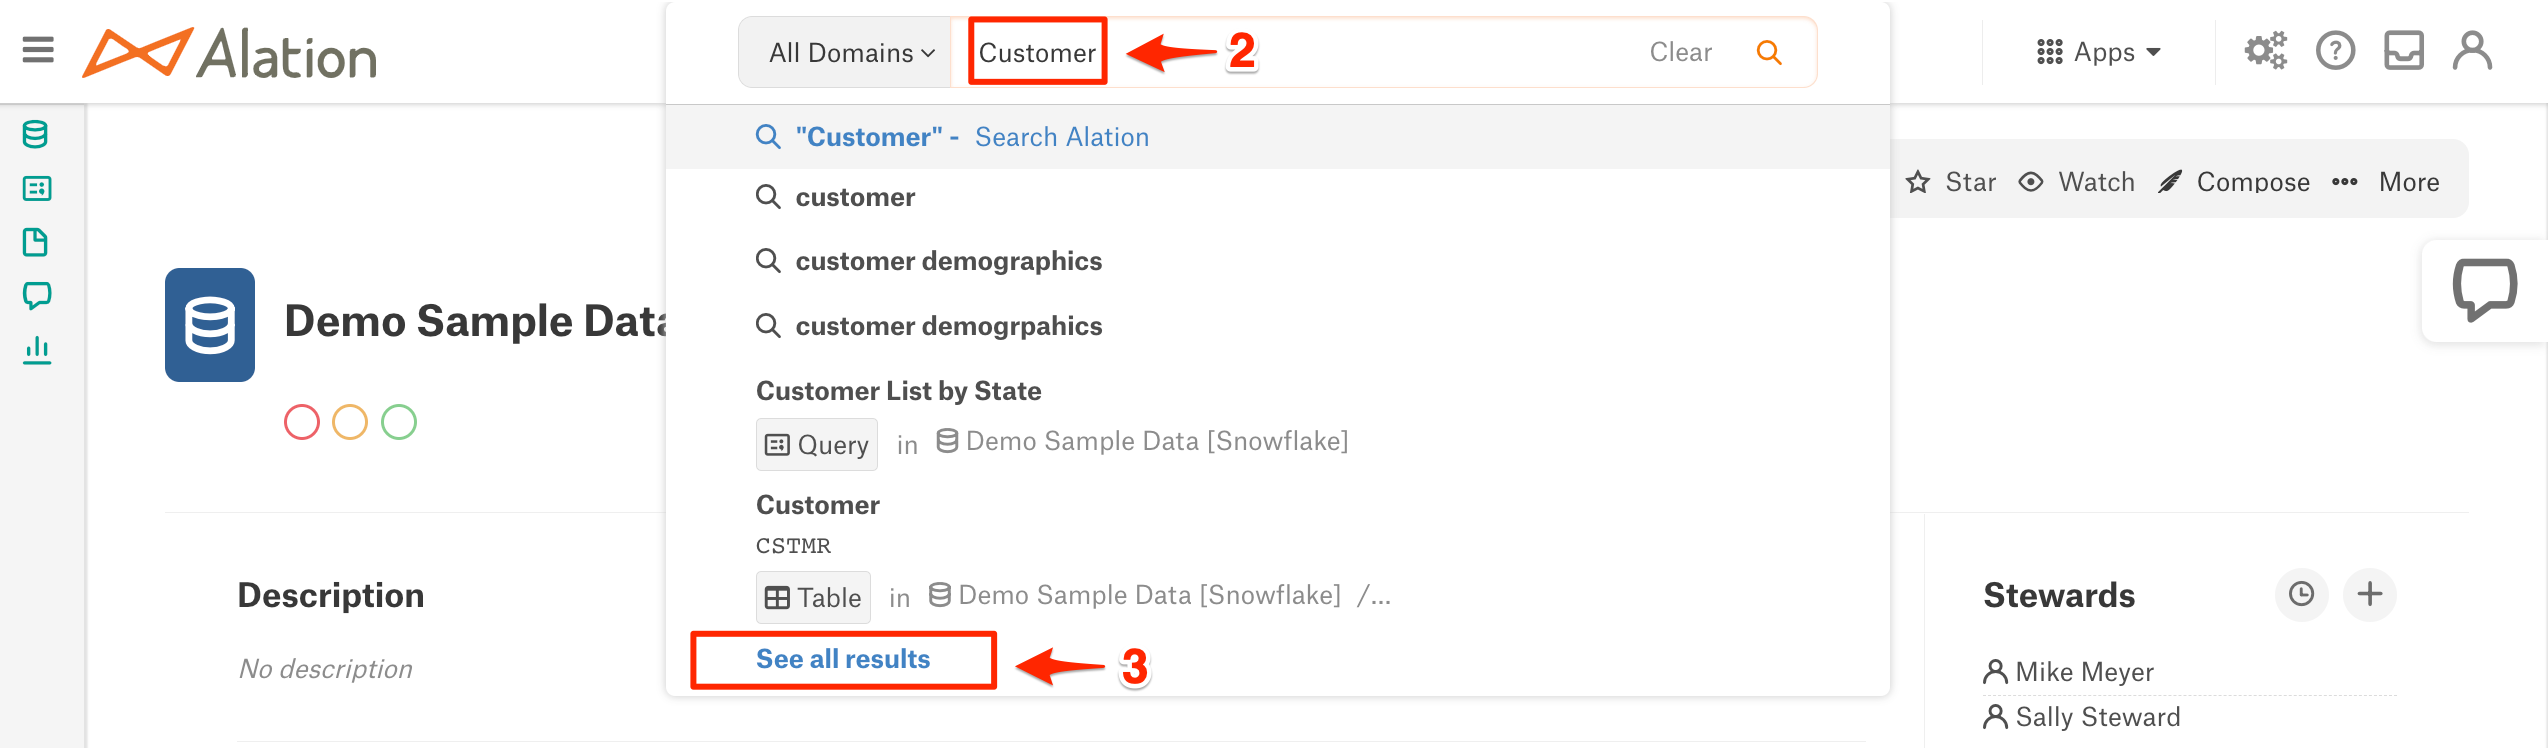 Alation
All Domains
Customer
2
Clear
Apps
"Customer" - Search Alation
customer
customer demographics
customer demogrpahics
Customer List by State
Query in Demo Sample Data [Snowflake]
Customer
CSTMR
Table in Demo Sample Data [Snowflake] /...
See all results
3
Star Watch Compose More
Demo Sample Data
Description
No description
Stewards
Mike Meyer
Sally Steward